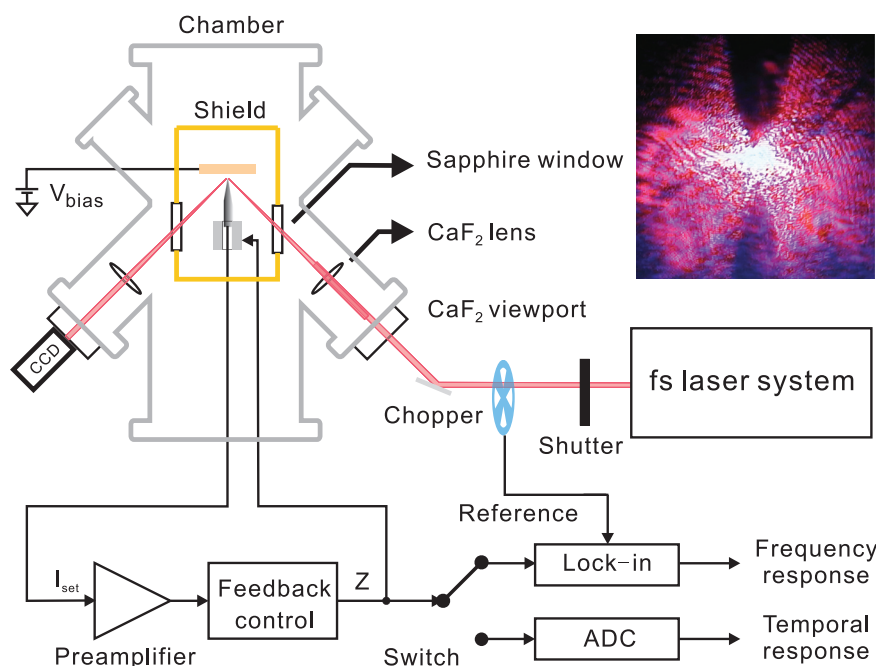 Chamber
Shield
Sapphire window
V_bias
CaF₂ lens
CaF₂ viewport
CCD
fs laser system
Chopper
Shutter
Reference
I_set
Feedback
control
Z
Lock-in
Frequency
response
Preamplifier
Switch
ADC
Temporal
response